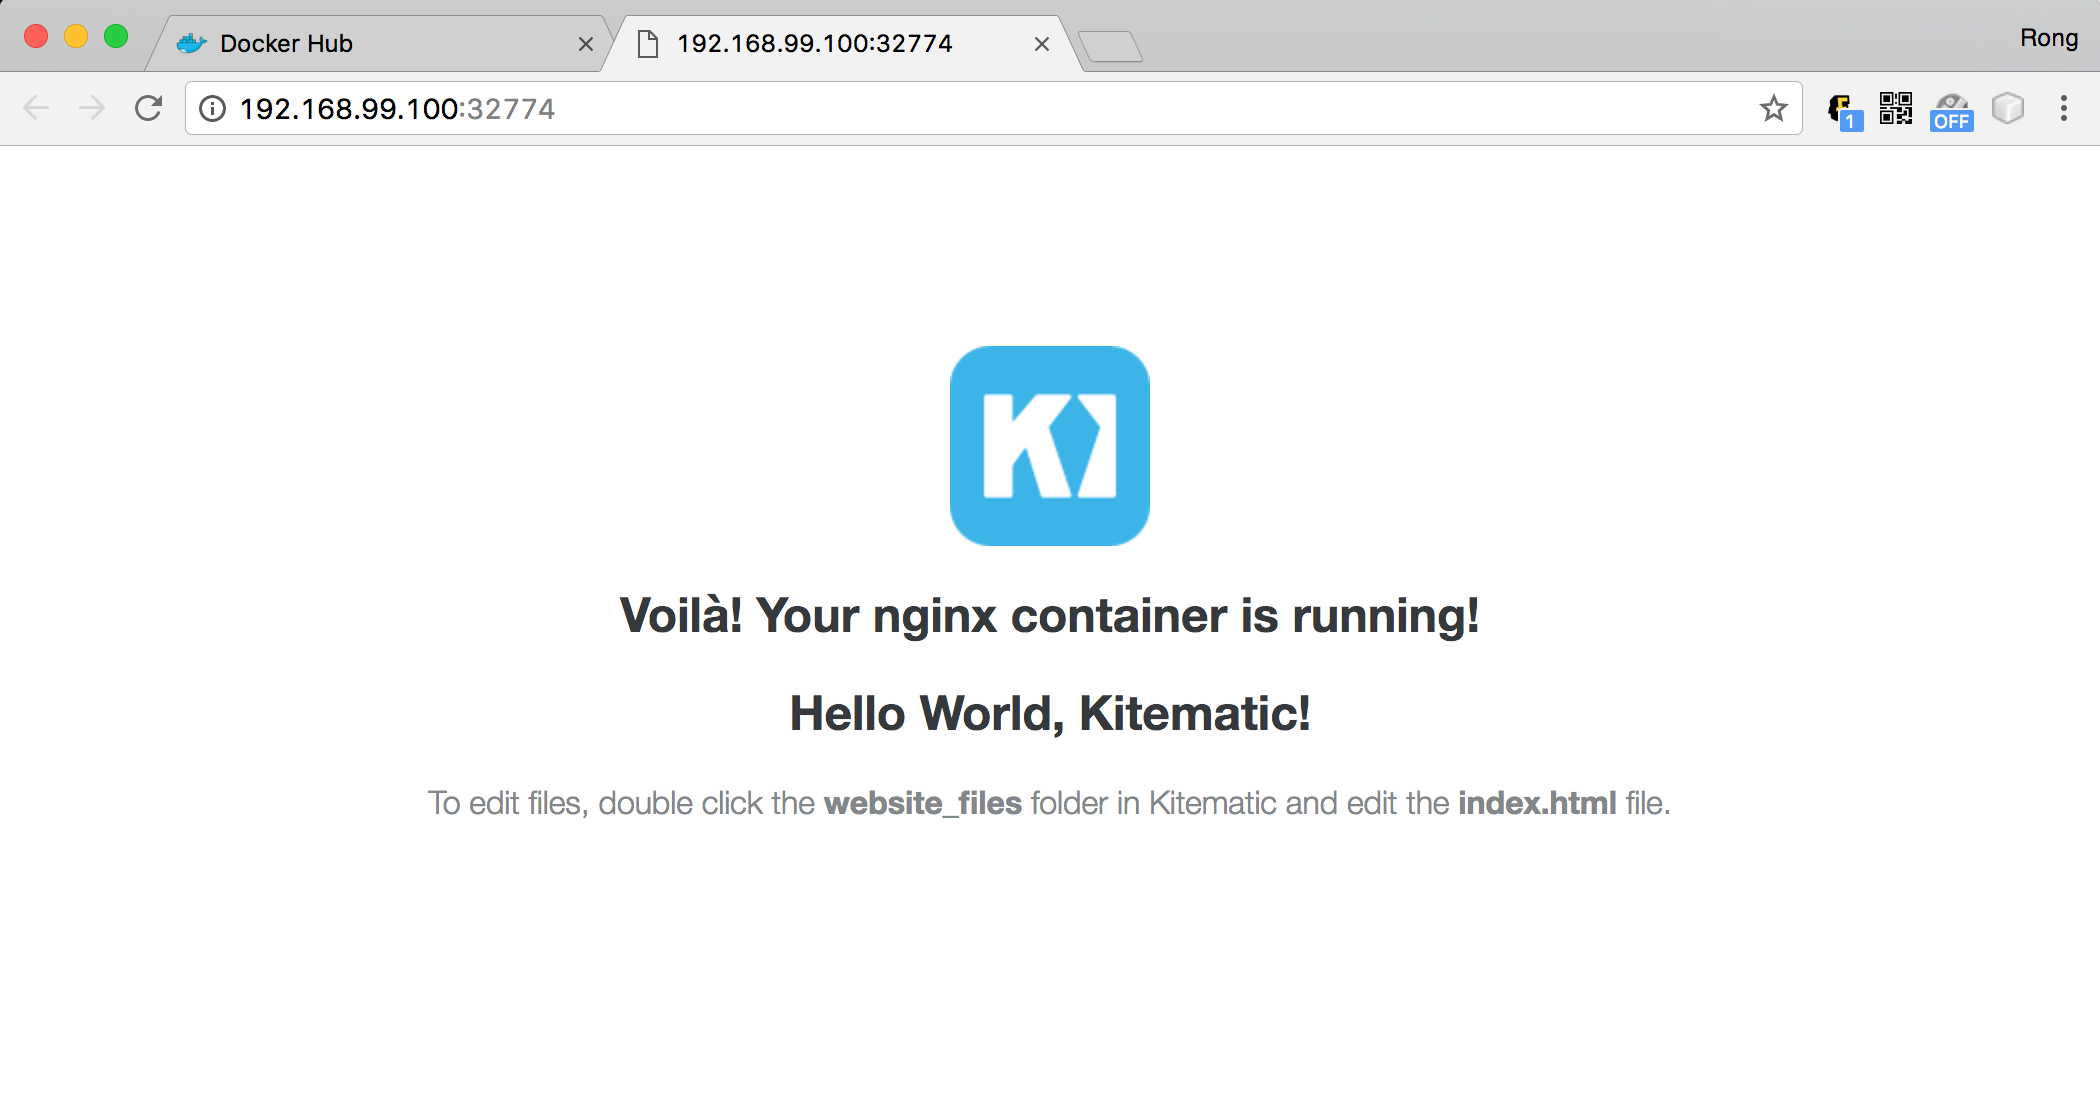 Docker Hub
192.168.99.100:32774
Rong
192.168.99.100:32774
1
OFF
KI
Voilà! Your nginx container is running!
Hello World, Kitematic!
To edit files, double click the website_files folder in Kitematic and edit the index.html file.